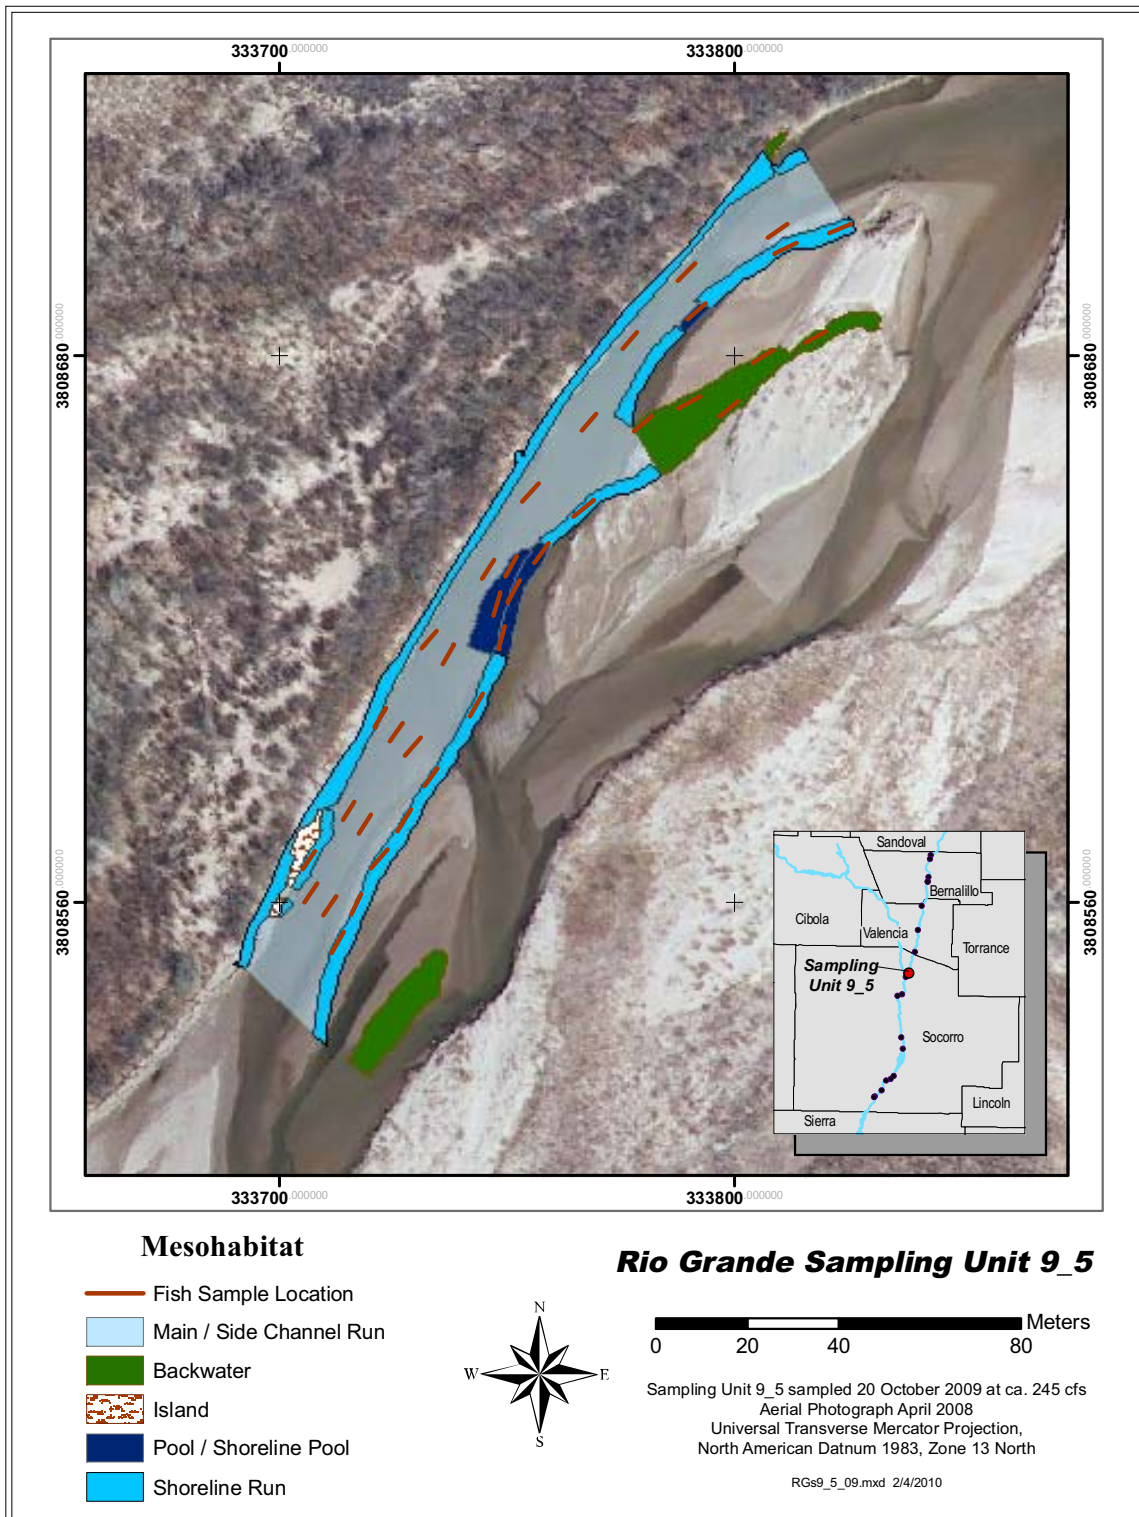 333700.000000 333800.000000
3808680.000000 3808680.000000
3808560.000000 3808560.000000
Sandoval
Bernalillo
Cibola
Valencia
Torrance
Sampling
Unit 9_5
Socorro
Lincoln
Sierra
333700.000000 333800.000000
Mesohabitat
Fish Sample Location
Main / Side Channel Run
Backwater
Island
Pool / Shoreline Pool
Shoreline Run
N
W E
S
Rio Grande Sampling Unit 9_5
Meters
0 20 40 80
Sampling Unit 9_5 sampled 20 October 2009 at ca. 245 cfs
Aerial Photograph April 2008
Universal Transverse Mercator Projection,
North American Datnum 1983, Zone 13 North
RGs9_5_09.mxd 2/4/2010